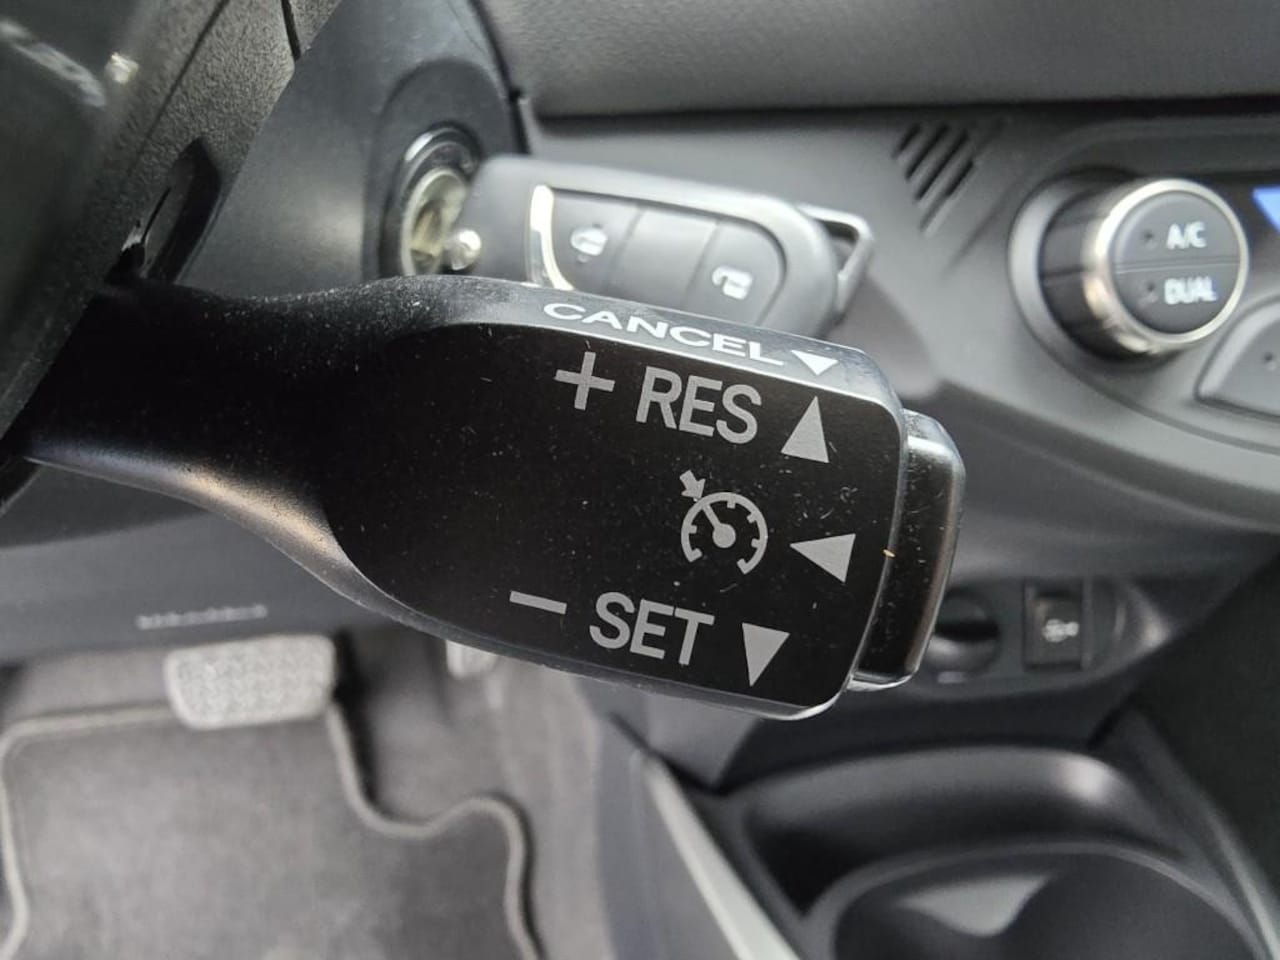 A/C
DUAL
CANCEL ▼
+ RES ▲
◀
− SET ▼